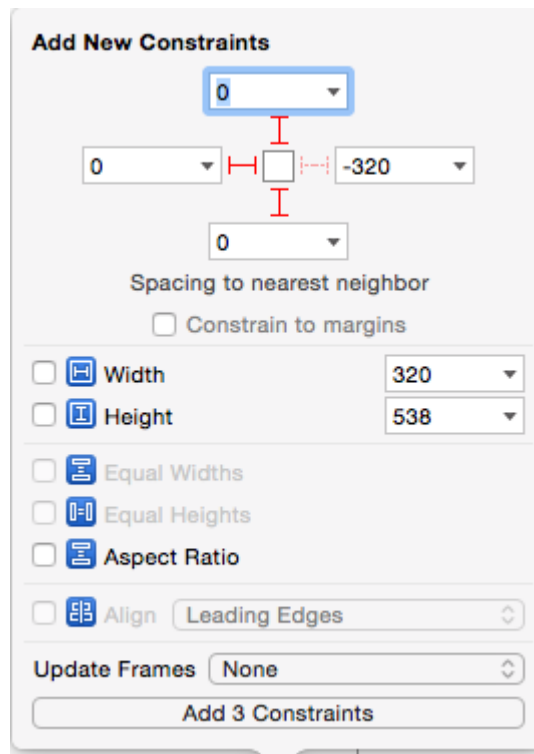 Add New Constraints
0
0 -320
0
Spacing to nearest neighbor
Constrain to margins
Width 320
Height 538
Equal Widths
Equal Heights
Aspect Ratio
Align Leading Edges
Update Frames None
Add 3 Constraints